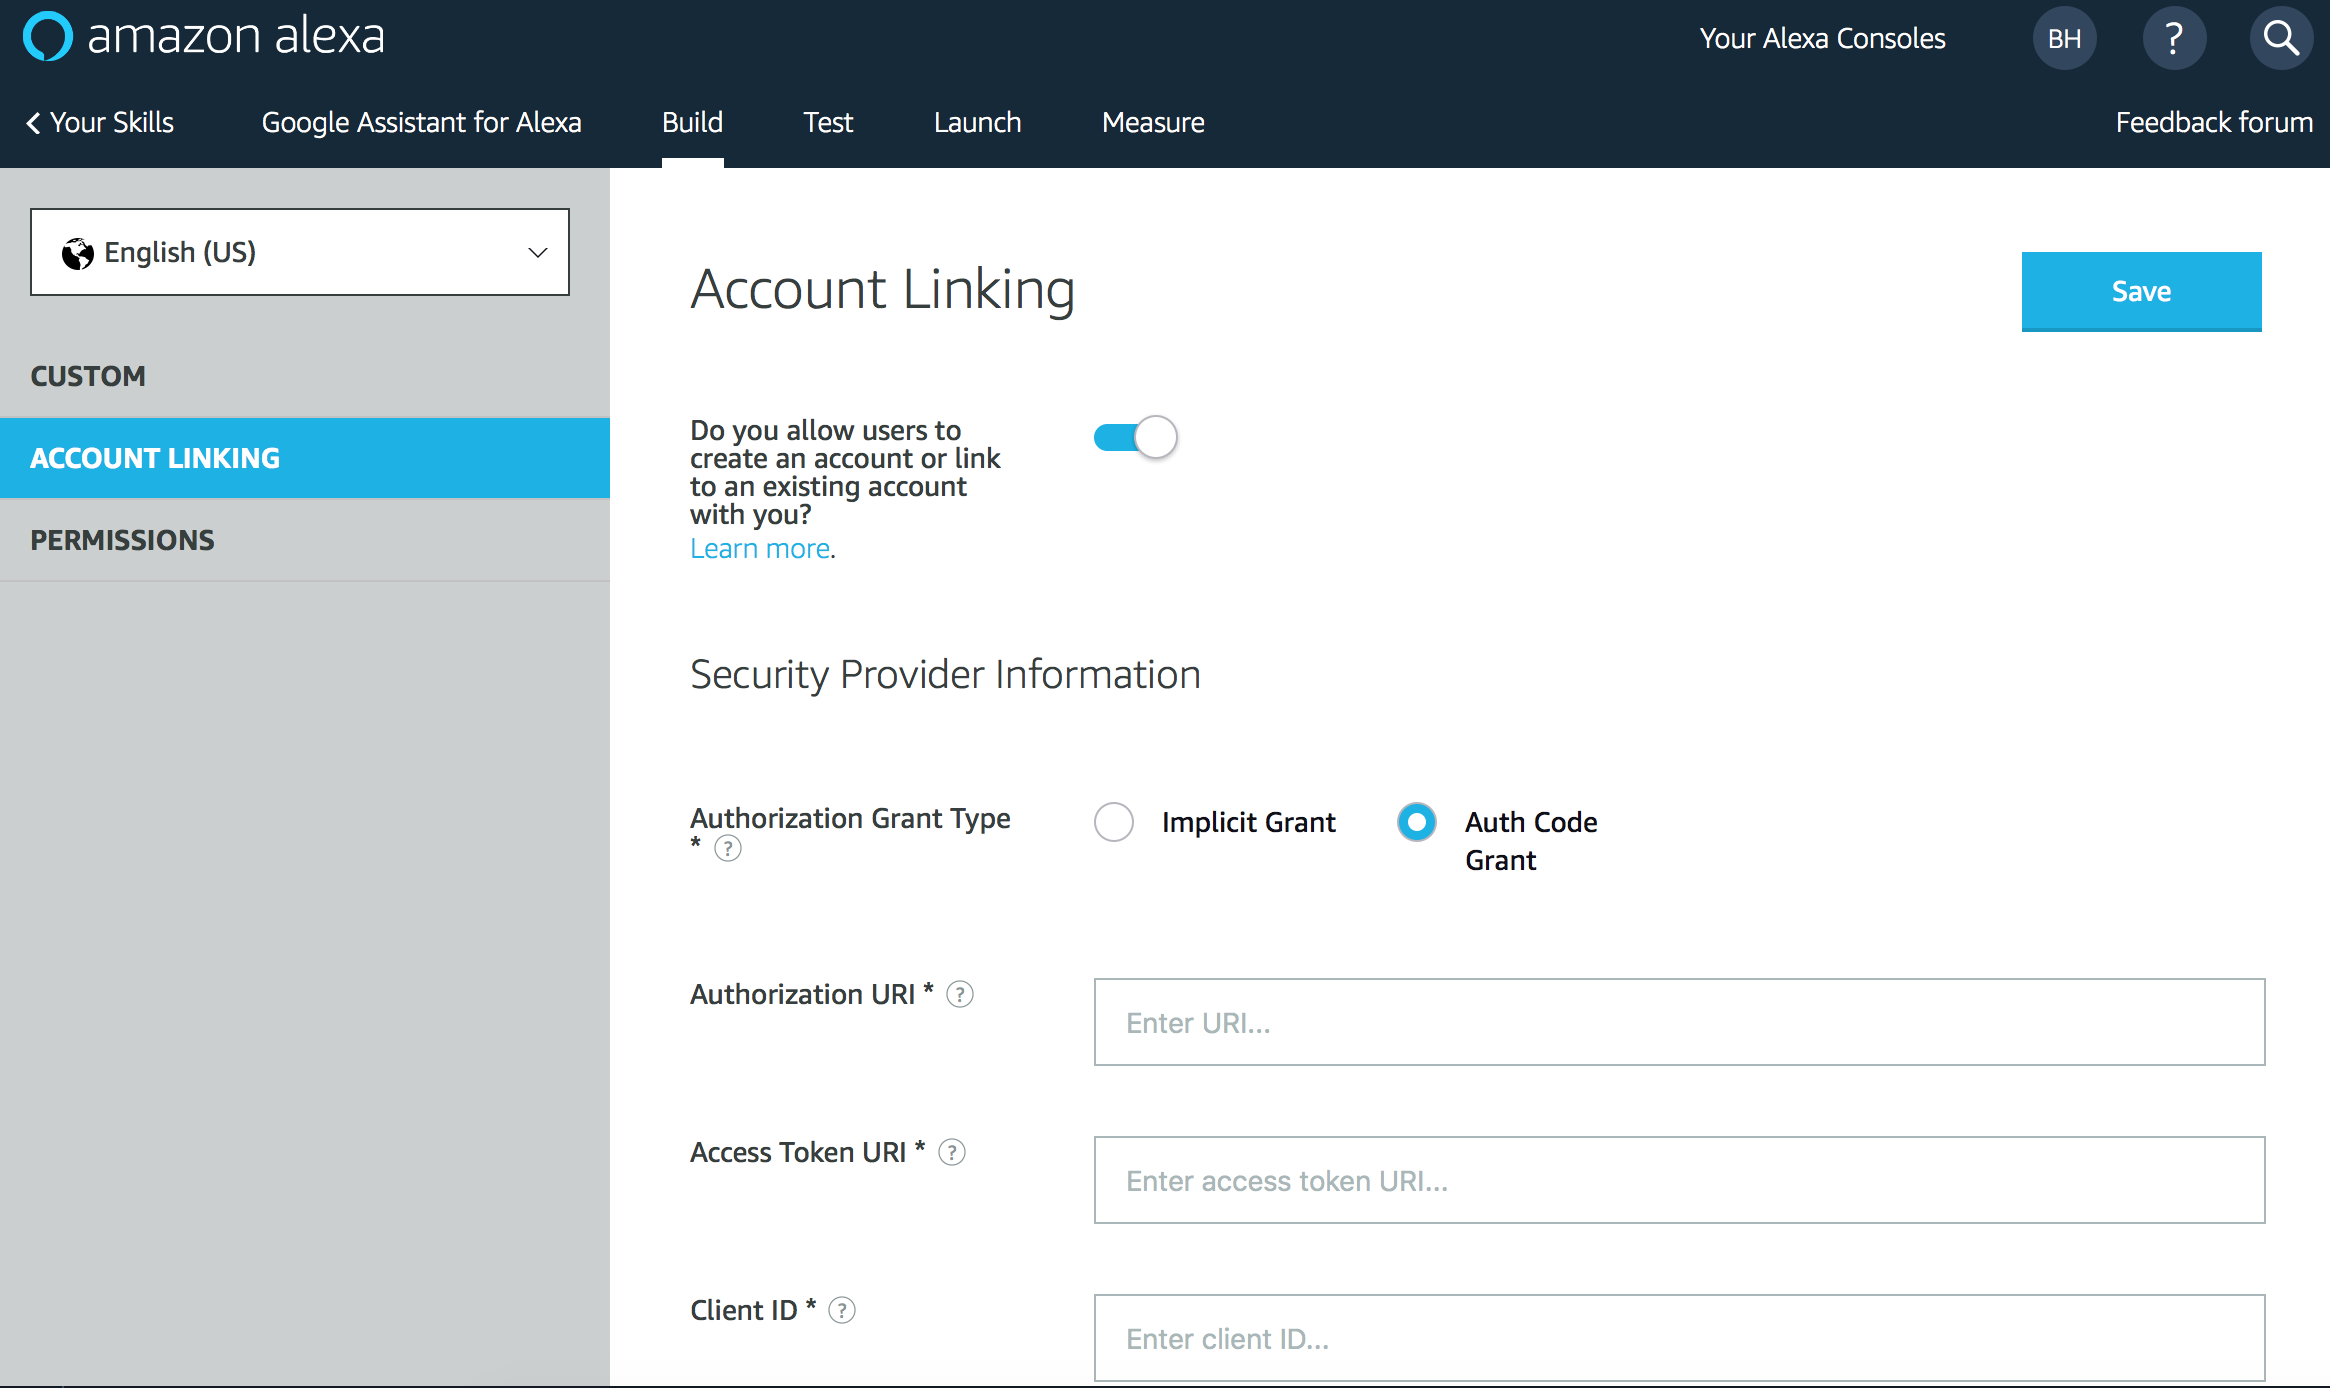 amazon alexa
Your Alexa Consoles
BH
?
Your Skills
Google Assistant for Alexa
Build
Test
Launch
Measure
Feedback forum
English (US)
CUSTOM
ACCOUNT LINKING
PERMISSIONS
Account Linking
Save
Do you allow users to
create an account or link
to an existing account
with you?
Learn more.
Security Provider Information
Authorization Grant Type
* ?
Implicit Grant
Auth Code
Grant
Authorization URI * ?
Enter URI...
Access Token URI * ?
Enter access token URI...
Client ID * ?
Enter client ID...